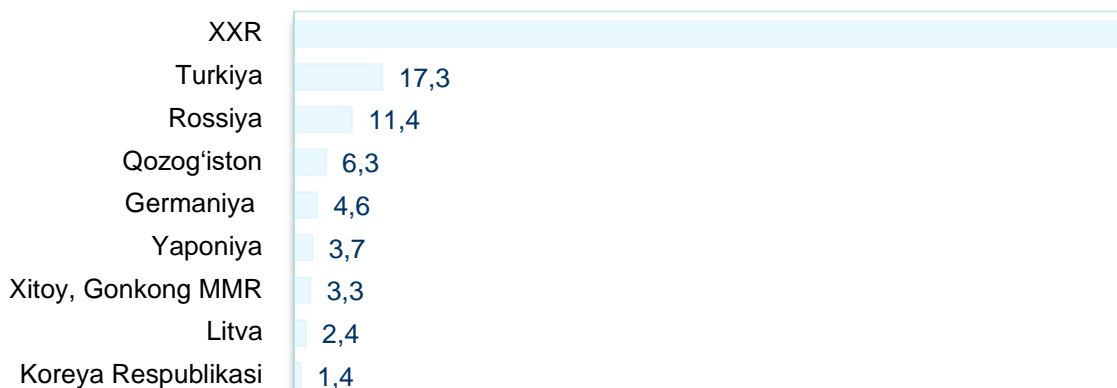 XXR
Turkiya 17,3
Rossiya 11,4
Qozog‘iston 6,3
Germaniya 4,6
Yaponiya 3,7
Xitoy, Gonkong MMR 3,3
Litva 2,4
Koreya Respublikasi 1,4